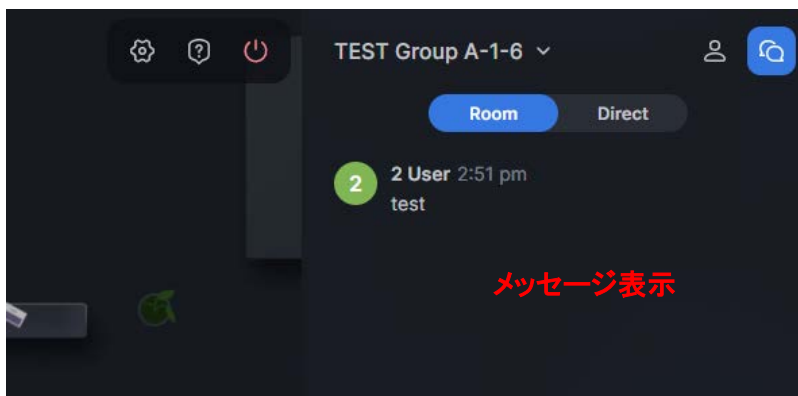 TEST Group A-1-6
Room Direct
2 2 User 2:51 pm
test
メッセージ表示